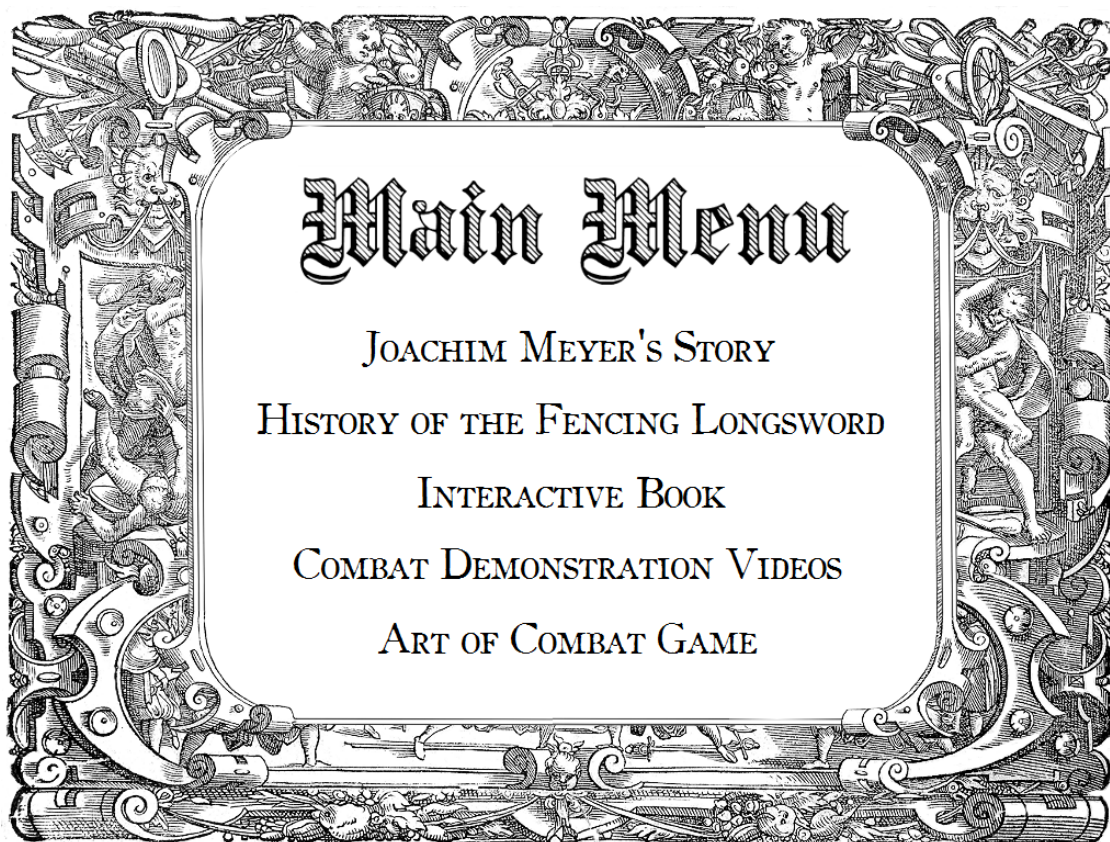 Main Menu
Joachim Meyer's Story
History of the Fencing Longsword
Interactive Book
Combat Demonstration Videos
Art of Combat Game